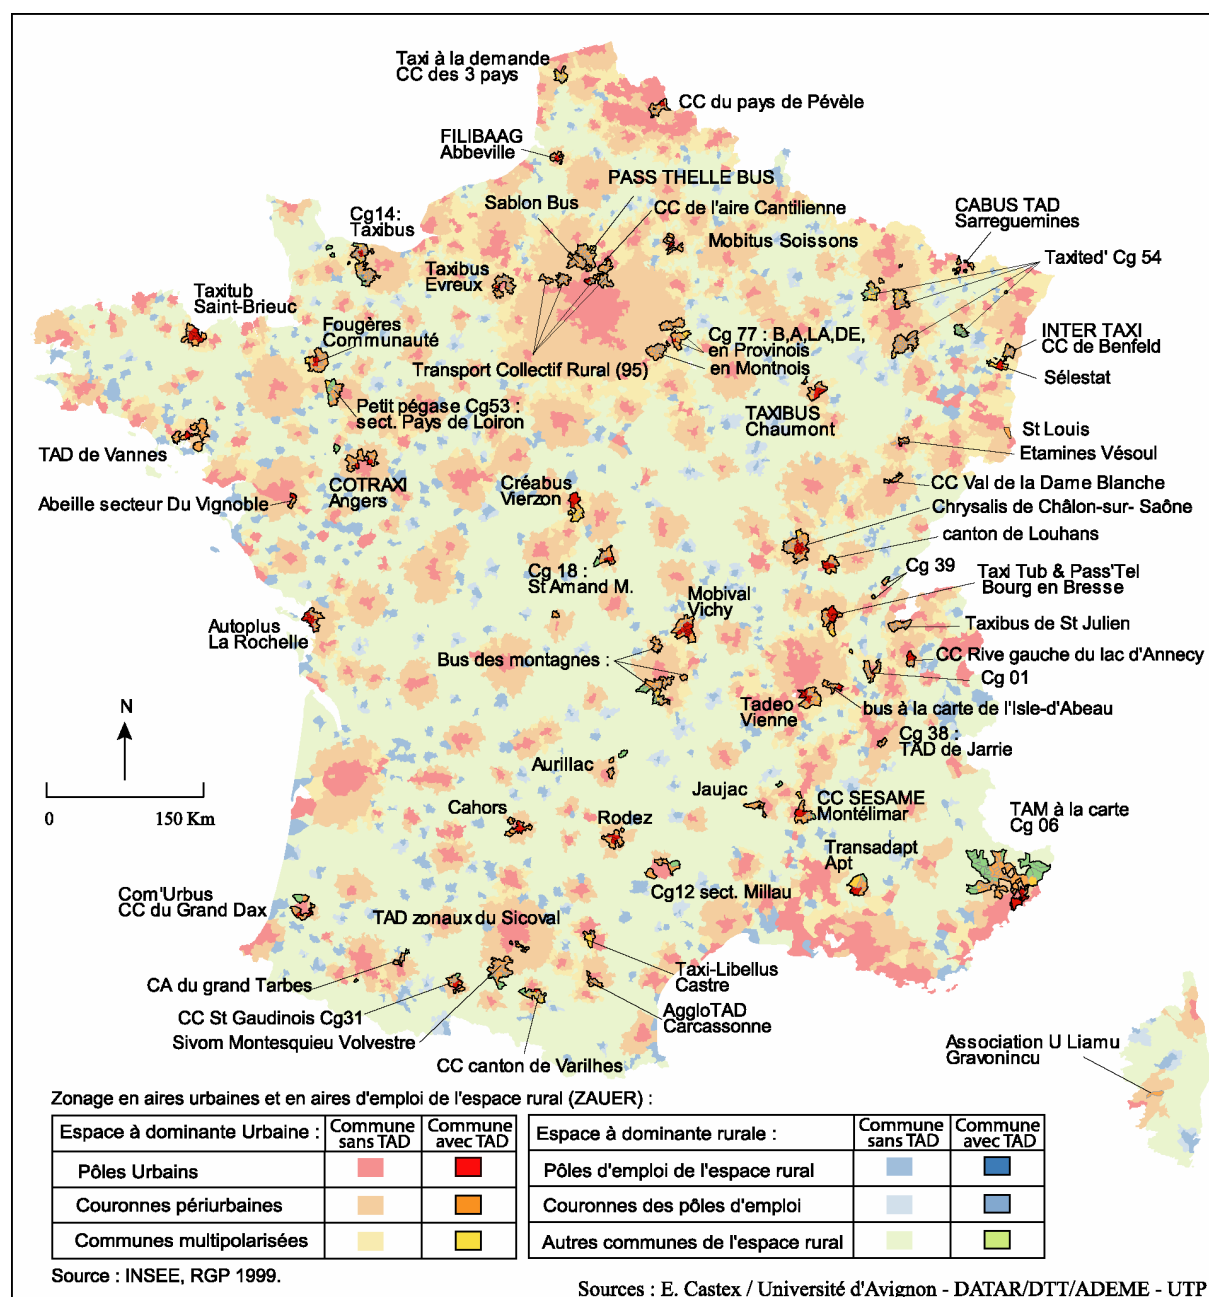 Taxi à la demande
CC des 3 pays
CC du pays de Pévèle
FILIBAAG
Abbeville
PASS THELLE BUS
Sablon Bus
CC de l'aire Cantilienne
Cg14:
Taxibus
Mobitus Soissons
CABUS TAD
Sarreguemines
Taxibus
Evreux
Taxited' Cg 54
Taxitub
Saint-Brieuc
Fougères
Communauté
Cg 77 : B,A,LA,DE,
en Provinois
en Montnois
INTER TAXI
CC de Benfeld
Transport Collectif Rural (95)
Sélestat
Petit pégase Cg53 :
sect. Pays de Loiron
TAXIBUS
Chaumont
St Louis
TAD de Vannes
Etamines Vésoul
COTRAXI
Angers
Créabus
Vierzon
CC Val de la Dame Blanche
Abeille secteur Du Vignoble
Chrysalis de Châlon-sur- Saône
canton de Louhans
Cg 18 :
St Amand M.
Cg 39
Taxi Tub & Pass'Tel
Bourg en Bresse
Mobival
Vichy
Autoplus
La Rochelle
Taxibus de St Julien
Bus des montagnes :
CC Rive gauche du lac d'Annecy
Cg 01
Tadeo
Vienne
bus à la carte de l'Isle-d'Abeau
N
Cg 38 :
TAD de Jarrie
Aurillac
0 150 Km
Jaujac
CC SESAME
Montélimar
Cahors
Rodez
TAM à la carte
Cg 06
Transadapt
Apt
Cg12 sect. Millau
Com'Urbus
CC du Grand Dax
TAD zonaux du Sicoval
CA du grand Tarbes
Taxi-Libellus
Castre
CC St Gaudinois Cg31
AggloTAD
Carcassonne
Sivom Montesquieu Volvestre
CC canton de Varilhes
Association U Liamu
Gravonincu
Zonage en aires urbaines et en aires d'emploi de l'espace rural (ZAUER) :
Espace à dominante Urbaine : Commune sans TAD Commune avec TAD
Pôles Urbains
Couronnes périurbaines
Communes multipolarisées
Espace à dominante rurale : Commune sans TAD Commune avec TAD
Pôles d'emploi de l'espace rural
Couronnes des pôles d'emploi
Autres communes de l'espace rural
Source : INSEE, RGP 1999.
Sources : E. Castex / Université d'Avignon - DATAR/DTT/ADEME - UTP